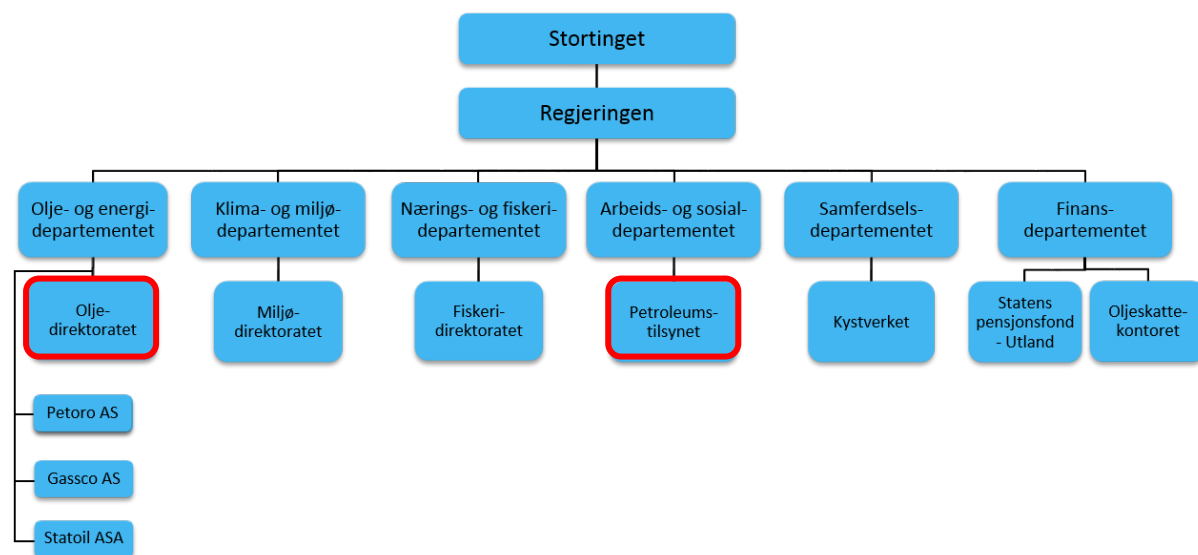 Stortinget
Regjeringen
Olje- og energi-
departementet
Klima- og miljø-
departementet
Nærings- og fiskeri-
departementet
Arbeids- og sosial-
departementet
Samferdsels-
departementet
Finans-
departementet
Olje-
direktoratet
Miljø-
direktoratet
Fiskeri-
direktoratet
Petroleums-
tilsynet
Kystverket
Statens
pensjonsfond
- Utland
Oljeskatte-
kontoret
Petoro AS
Gassco AS
Statoil ASA